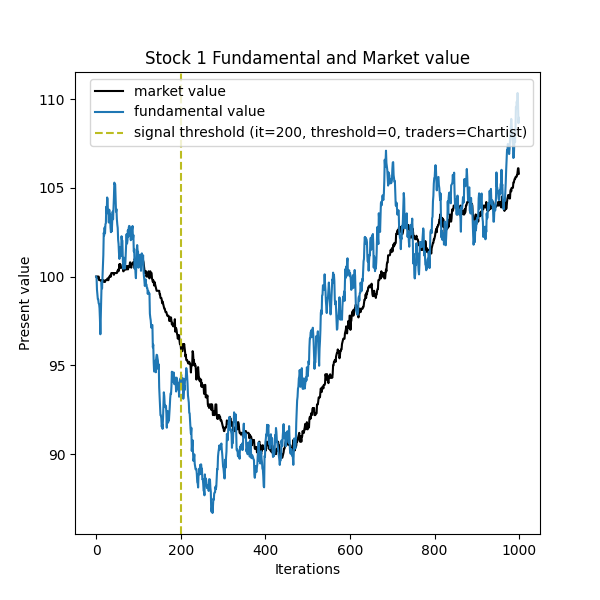 Stock 1 Fundamental and Market value
market value
fundamental value
signal threshold (it=200, threshold=0, traders=Chartist)
110
105
100
95
90
Present value
0 200 400 600 800 1000
Iterations